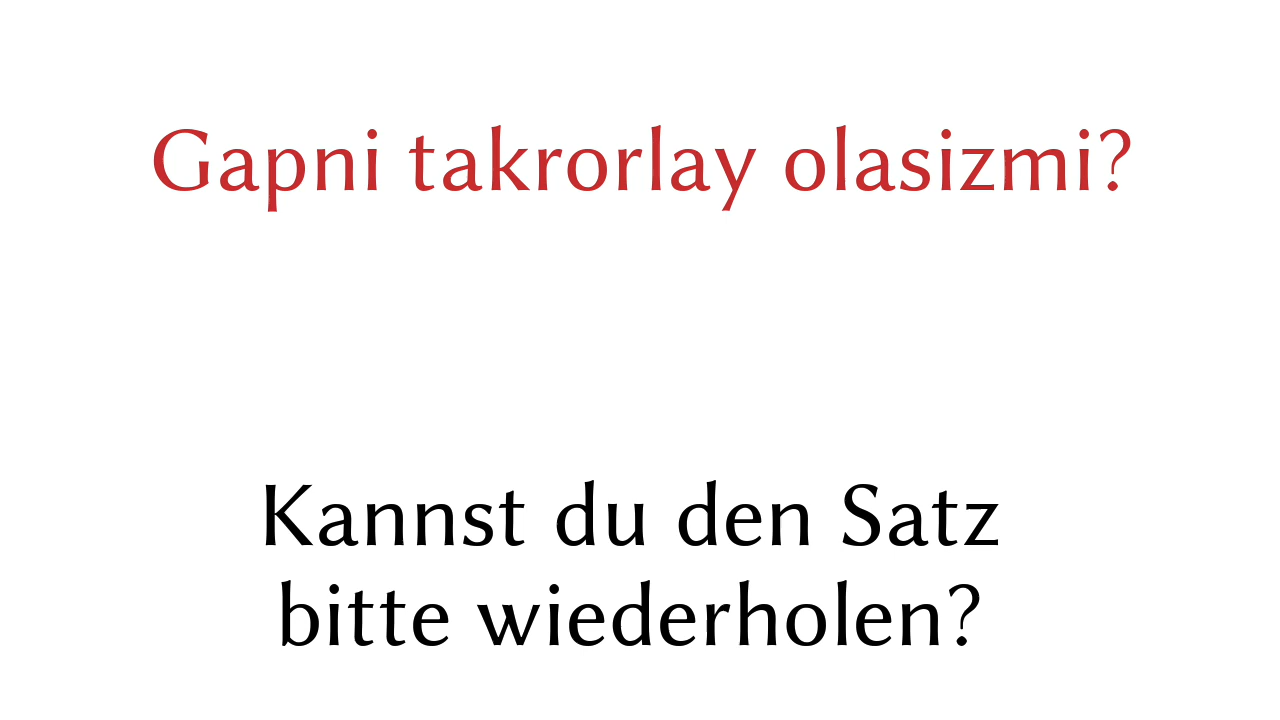 Gapni takrorlay olasizmi?
Kannst du den Satz
bitte wiederholen?